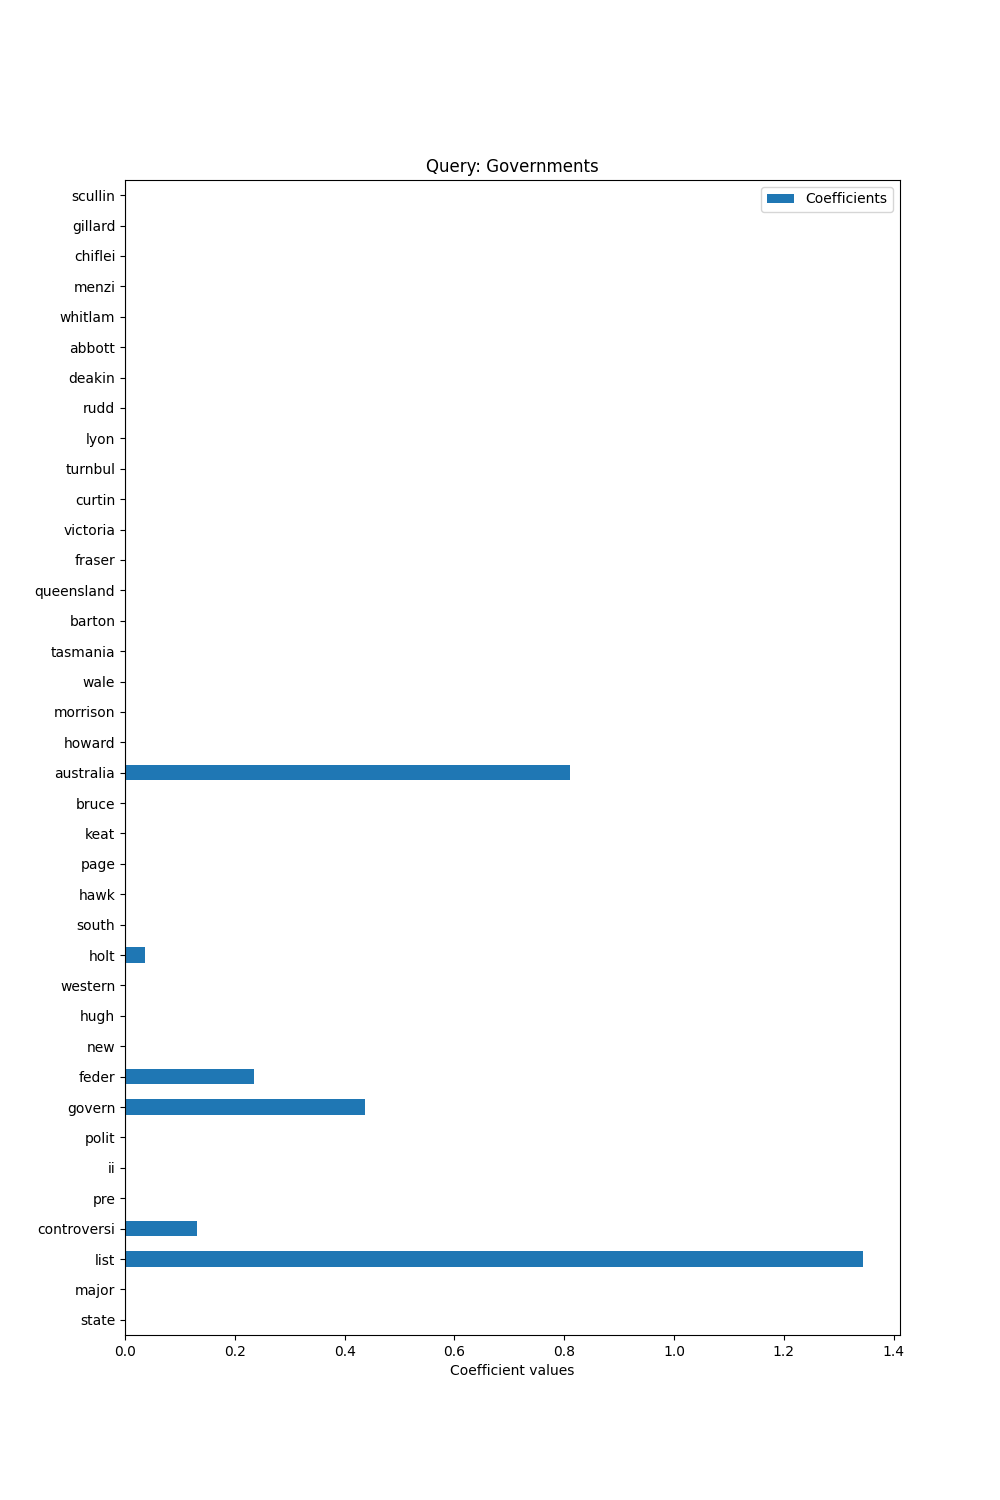 Query: Governments
Coefficients
scullin
gillard
chiflei
menzi
whitlam
abbott
deakin
rudd
lyon
turnbul
curtin
victoria
fraser
queensland
barton
tasmania
wale
morrison
howard
australia
bruce
keat
page
hawk
south
holt
western
hugh
new
feder
govern
polit
ii
pre
controversi
list
major
state
0.0 0.2 0.4 0.6 0.8 1.0 1.2 1.4
Coefficient values